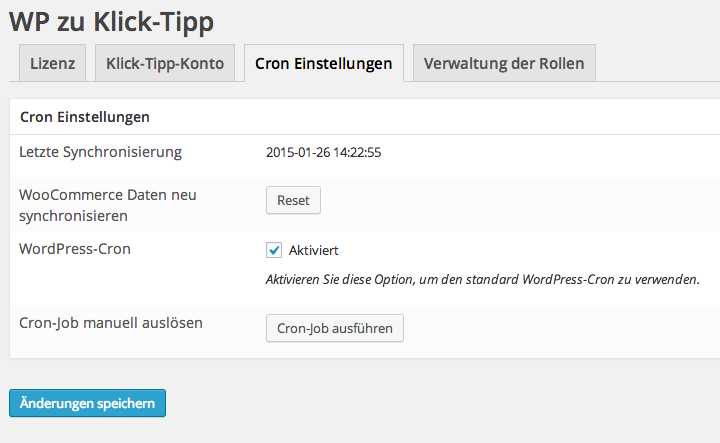 WP zu Klick-Tipp
Lizenz Klick-Tipp-Konto Cron Einstellungen Verwaltung der Rollen
Cron Einstellungen
Letzte Synchronisierung 2015-01-26 14:22:55
WooCommerce Daten neu
synchronisieren
Reset
WordPress-Cron Aktiviert
Aktivieren Sie diese Option, um den standard WordPress-Cron zu verwenden.
Cron-Job manuell auslösen Cron-Job ausführen
Änderungen speichern